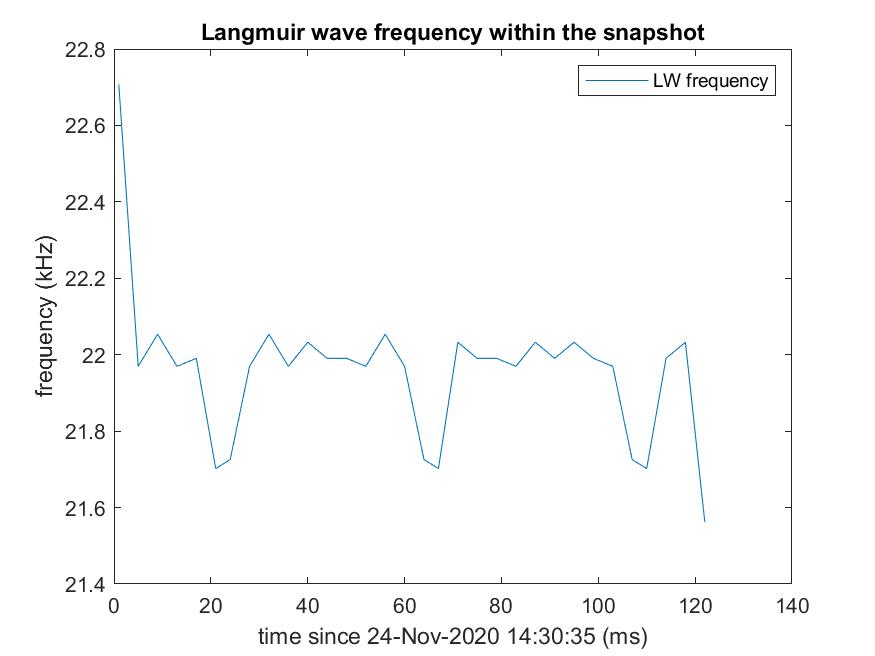 Langmuir wave frequency within the snapshot
LW frequency
frequency (kHz)
22.8
22.6
22.4
22.2
22
21.8
21.6
21.4
0 20 40 60 80 100 120 140
time since 24-Nov-2020 14:30:35 (ms)